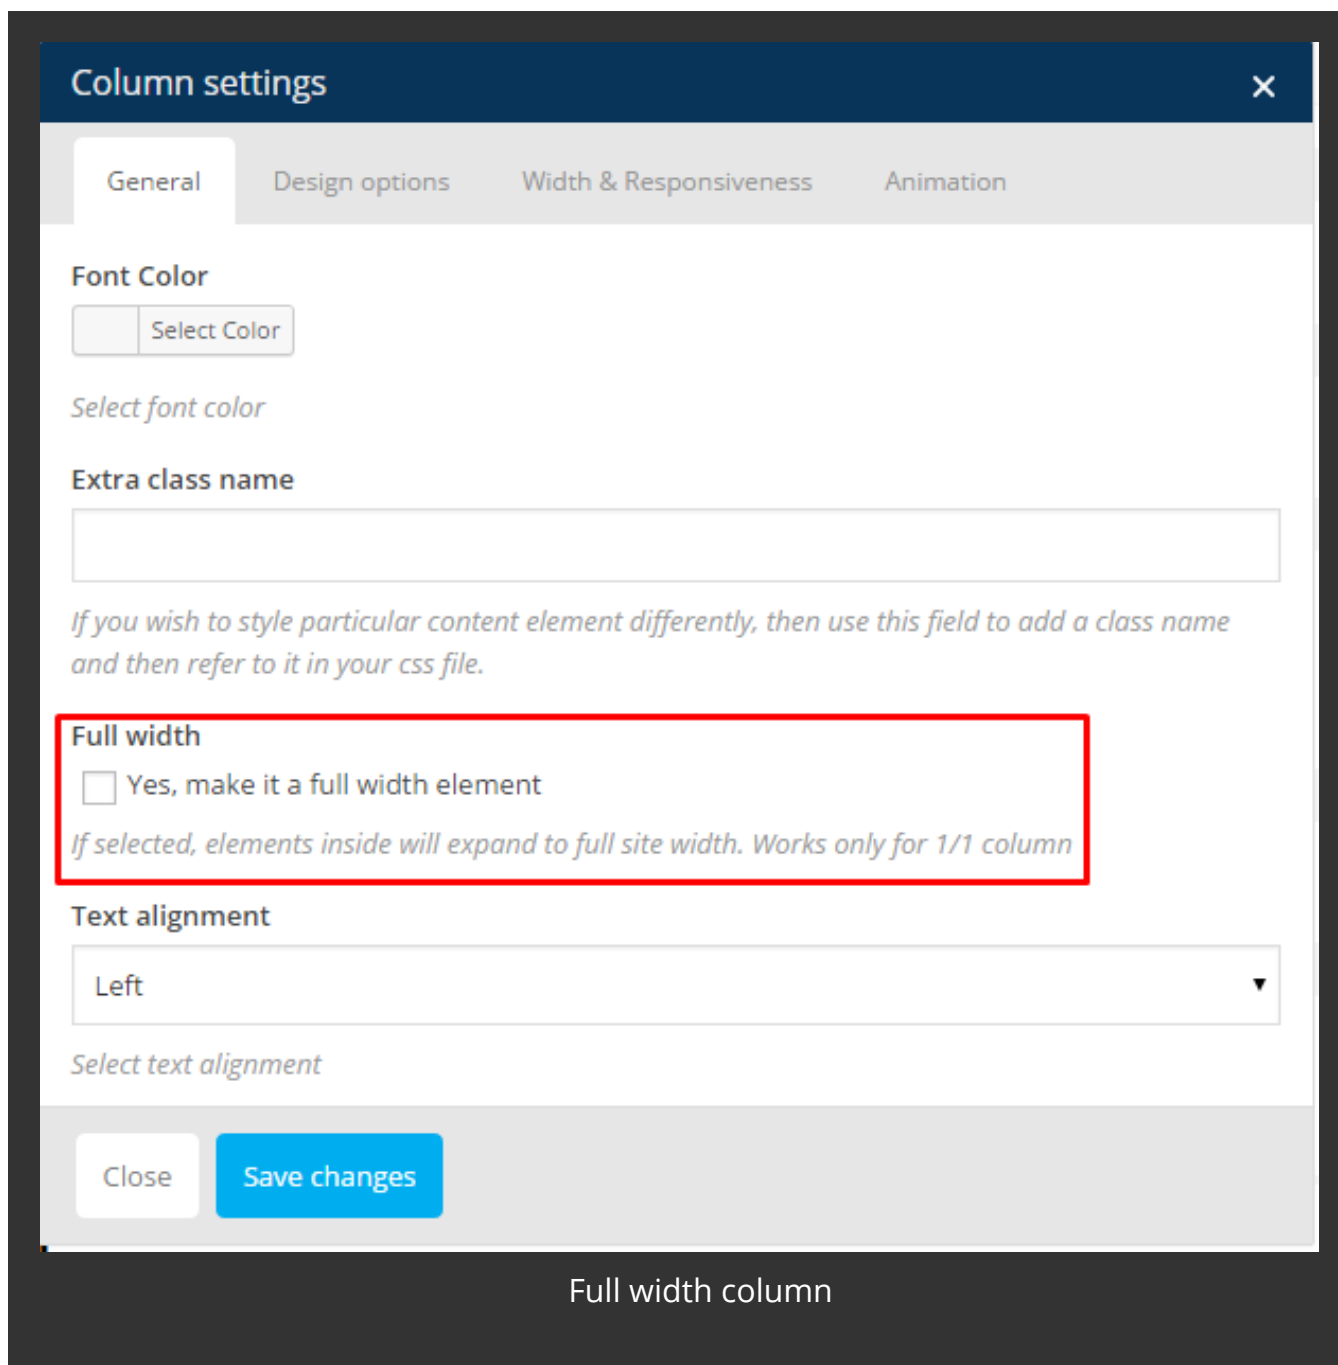 Column settings
General Design options Width & Responsiveness Animation
Font Color
Select Color
Select font color
Extra class name
If you wish to style particular content element differently, then use this field to add a class name
and then refer to it in your css file.
Full width
Yes, make it a full width element
If selected, elements inside will expand to full site width. Works only for 1/1 column
Text alignment
Left
Select text alignment
Close Save changes
Full width column